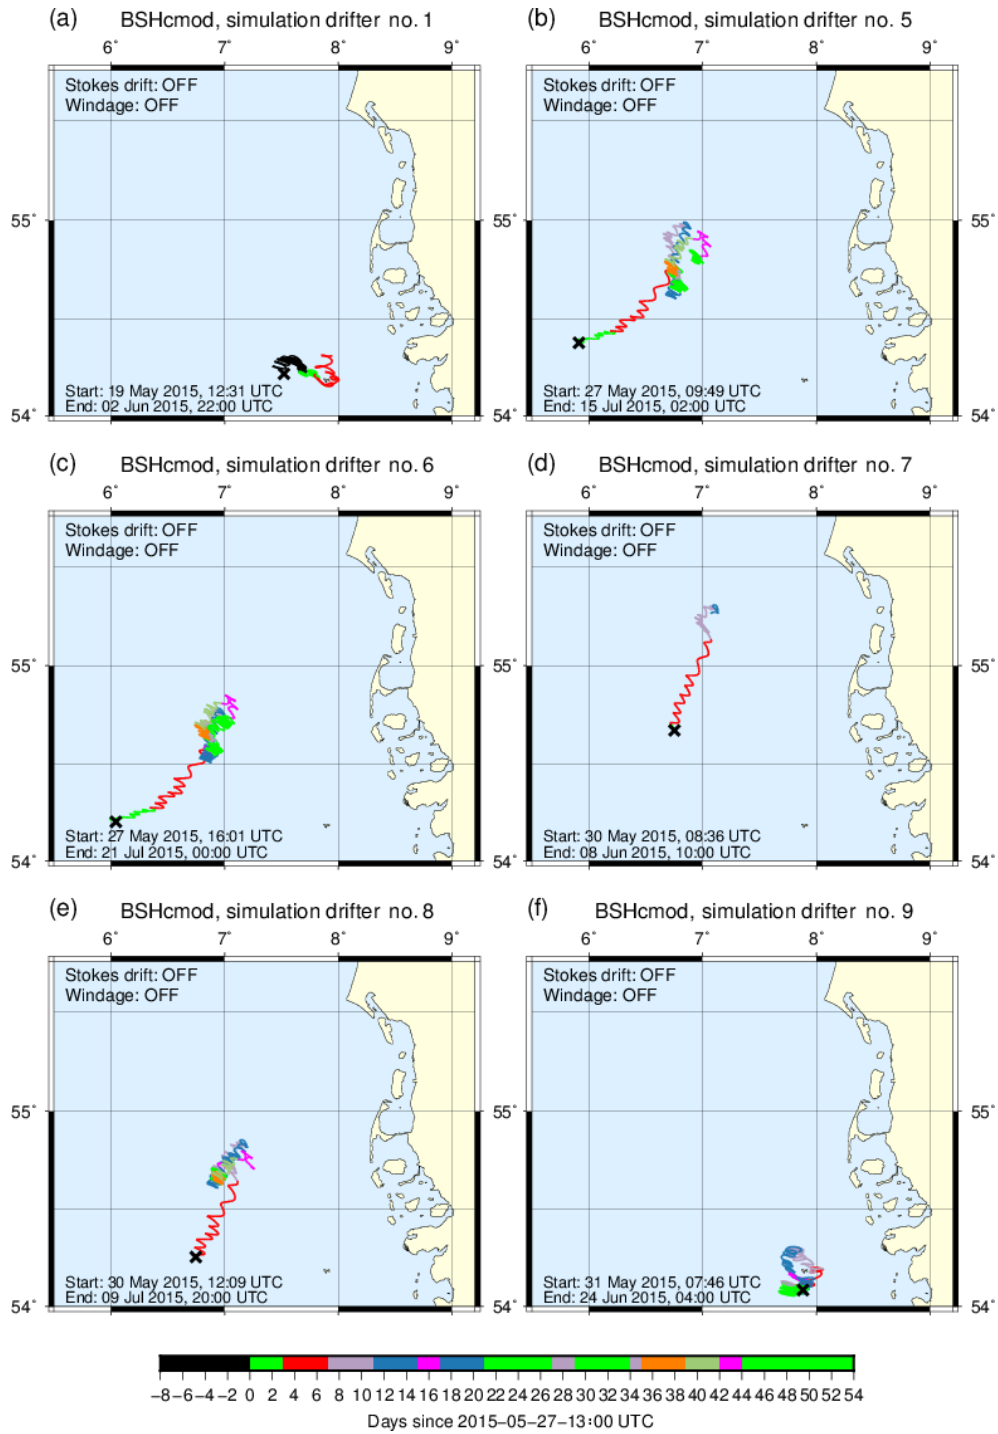 (a) BSHcmod, simulation drifter no. 1
6° 7° 8° 9°
Stokes drift: OFF
Windage: OFF
55°
54°
Start: 19 May 2015, 12:31 UTC
End: 02 Jun 2015, 22:00 UTC
(b) BSHcmod, simulation drifter no. 5
6° 7° 8° 9°
Stokes drift: OFF
Windage: OFF
55°
54°
Start: 27 May 2015, 09:49 UTC
End: 15 Jul 2015, 02:00 UTC
(c) BSHcmod, simulation drifter no. 6
6° 7° 8° 9°
Stokes drift: OFF
Windage: OFF
55°
54°
Start: 27 May 2015, 16:01 UTC
End: 21 Jul 2015, 00:00 UTC
(d) BSHcmod, simulation drifter no. 7
6° 7° 8° 9°
Stokes drift: OFF
Windage: OFF
55°
54°
Start: 30 May 2015, 08:36 UTC
End: 08 Jun 2015, 10:00 UTC
(e) BSHcmod, simulation drifter no. 8
6° 7° 8° 9°
Stokes drift: OFF
Windage: OFF
55°
54°
Start: 30 May 2015, 12:09 UTC
End: 09 Jul 2015, 20:00 UTC
(f) BSHcmod, simulation drifter no. 9
6° 7° 8° 9°
Stokes drift: OFF
Windage: OFF
55°
54°
Start: 31 May 2015, 07:46 UTC
End: 24 Jun 2015, 04:00 UTC
−8 −6 −4 −2 0 2 4 6 8 10 12 14 16 18 20 22 24 26 28 30 32 34 36 38 40 42 44 46 48 50 52 54
Days since 2015−05−27−13:00 UTC